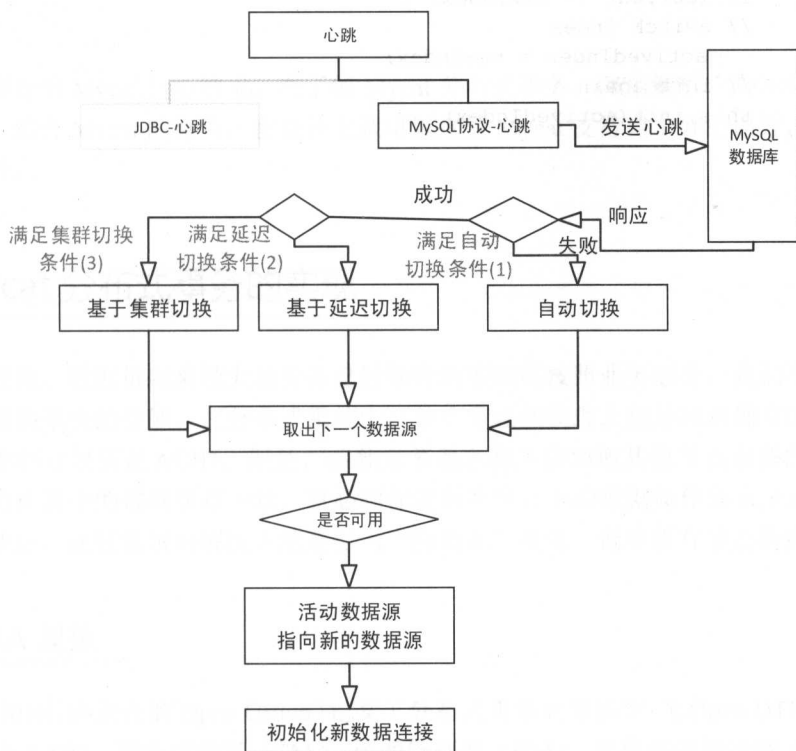 心跳
JDBC-心跳
MySQL协议-心跳
发送心跳
MySQL
数据库
成功
响应
失败
满足集群切换
条件(3)
满足延迟
切换条件(2)
满足自动
切换条件(1)
基于集群切换
基于延迟切换
自动切换
取出下一个数据源
是否可用
活动数据源
指向新的数据源
初始化新数据连接